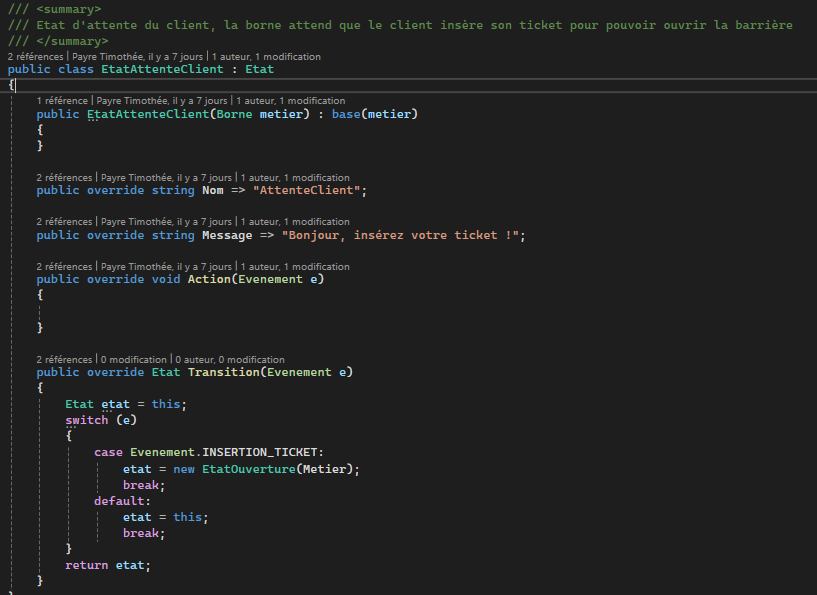 /// <summary>
/// Etat d'attente du client, la borne attend que le client insère son ticket pour pouvoir ouvrir la barrière
/// </summary>
2 références | Payre Timothée, il y a 7 jours | 1 auteur, 1 modification
public class EtatAttenteClient : Etat
{
1 référence | Payre Timothée, il y a 7 jours | 1 auteur, 1 modification
public EtatAttenteClient(Borne metier) : base(metier)
{
}
2 références | Payre Timothée, il y a 7 jours | 1 auteur, 1 modification
public override string Nom => "AttenteClient";
2 références | Payre Timothée, il y a 7 jours | 1 auteur, 1 modification
public override string Message => "Bonjour, insérez votre ticket !";
2 références | Payre Timothée, il y a 7 jours | 1 auteur, 1 modification
public override void Action(Evenement e)
{
}
2 références | 0 modification | 0 auteur, 0 modification
public override Etat Transition(Evenement e)
{
Etat etat = this;
switch (e)
{
case Evenement.INSERTION_TICKET:
etat = new EtatOuverture(Metier);
break;
default:
etat = this;
break;
}
return etat;
}
}